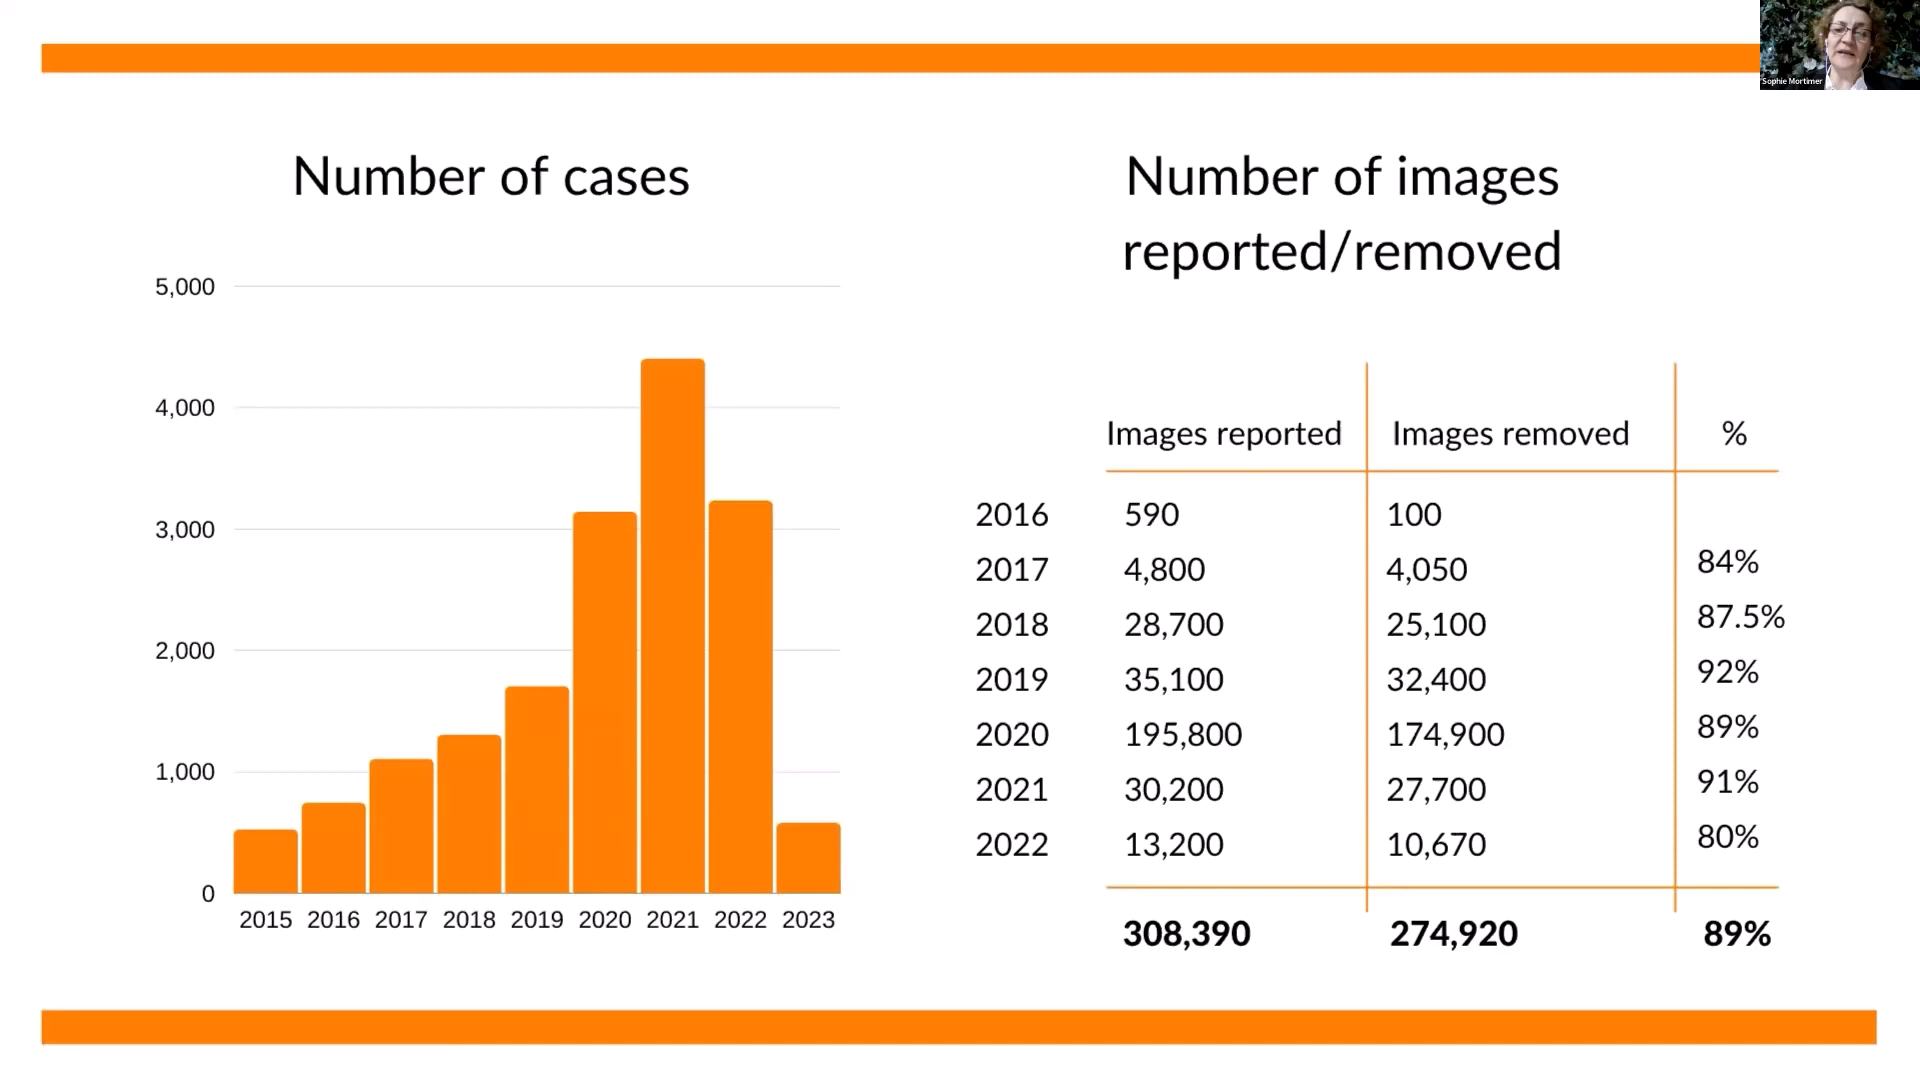 Sophie Mortimer
Number of cases
5,000
4,000
3,000
2,000
1,000
0
2015 2016 2017 2018 2019 2020 2021 2022 2023
Number of images
reported/removed
Images reported Images removed %
2016 590 100
2017 4,800 4,050 84%
2018 28,700 25,100 87.5%
2019 35,100 32,400 92%
2020 195,800 174,900 89%
2021 30,200 27,700 91%
2022 13,200 10,670 80%
308,390 274,920 89%